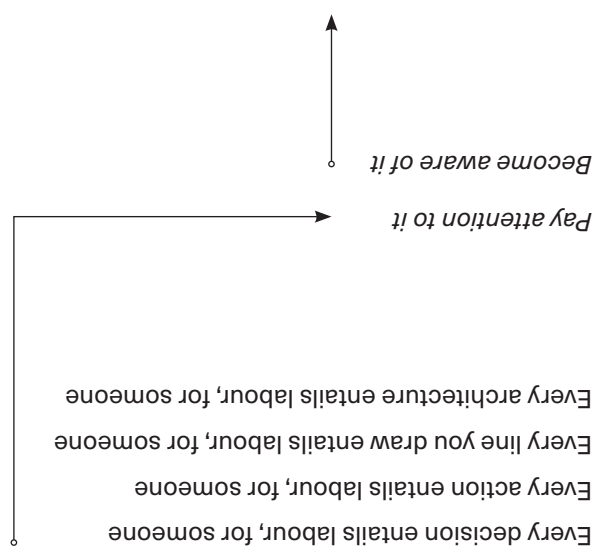 Every decision entails labour, for someone
Every action entails labour, for someone
Every line you draw entails labour, for someone
Every architecture entails labour, for someone
Pay attention to it
Become aware of it